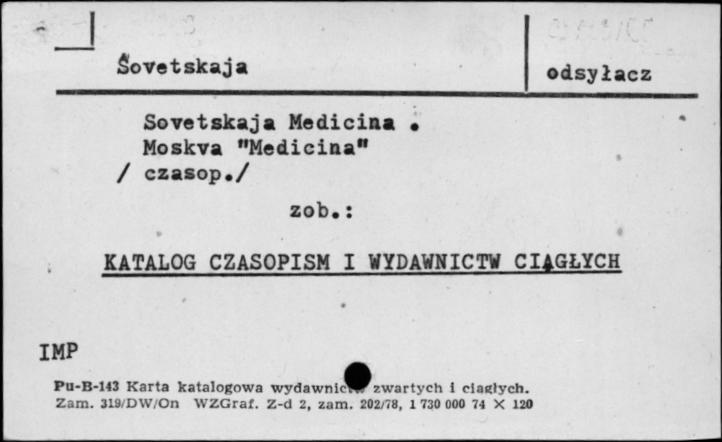 Sovetskaja
odsyłacz
Sovetskaja Medicina .
Moskva "Medicina"
/ czasop./
zob.:
KATALOG CZASOPISM I WYDAWNICTW CIĄGŁYCH
IMP
Pu-B-143 Karta katalogowa zwartych i ciągłych.
Zam. 319/DW/On WZGraf. Z-d 2, zam. 202/78, 1 730 000 74 X 120